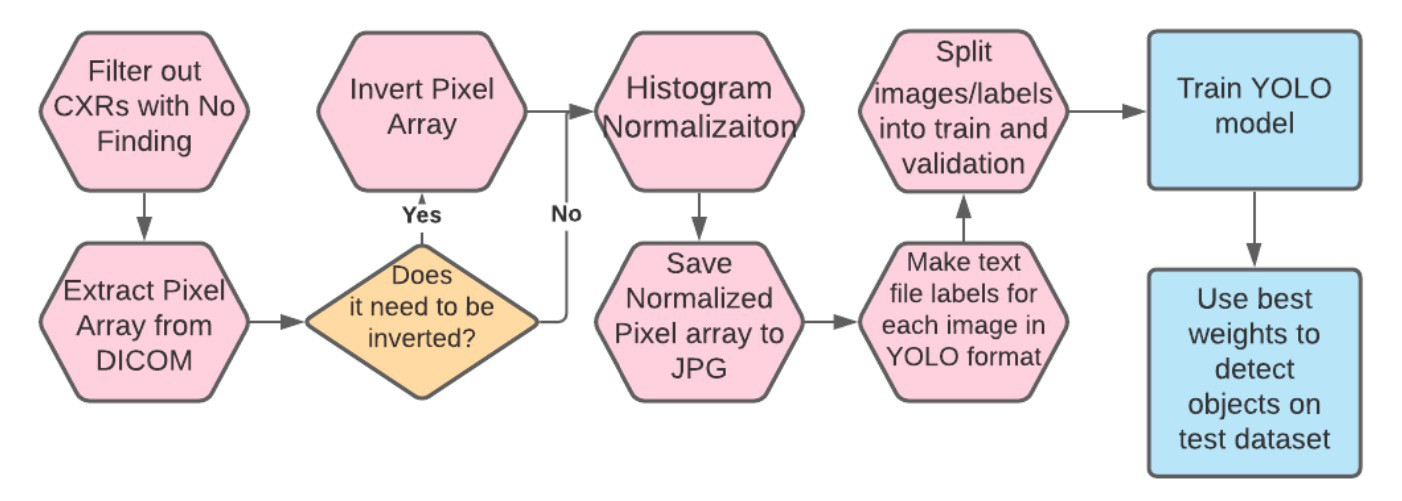 Filter out
CXRs with No
Finding
Extract Pixel
Array from
DICOM
Does
it need to be
inverted?
Yes
No
Invert Pixel
Array
Histogram
Normalizaiton
Save
Normalized
Pixel array to
JPG
Make text
file labels for
each image in
YOLO format
Split
images/labels
into train and
validation
Train YOLO
model
Use best
weights to
detect
objects on
test dataset